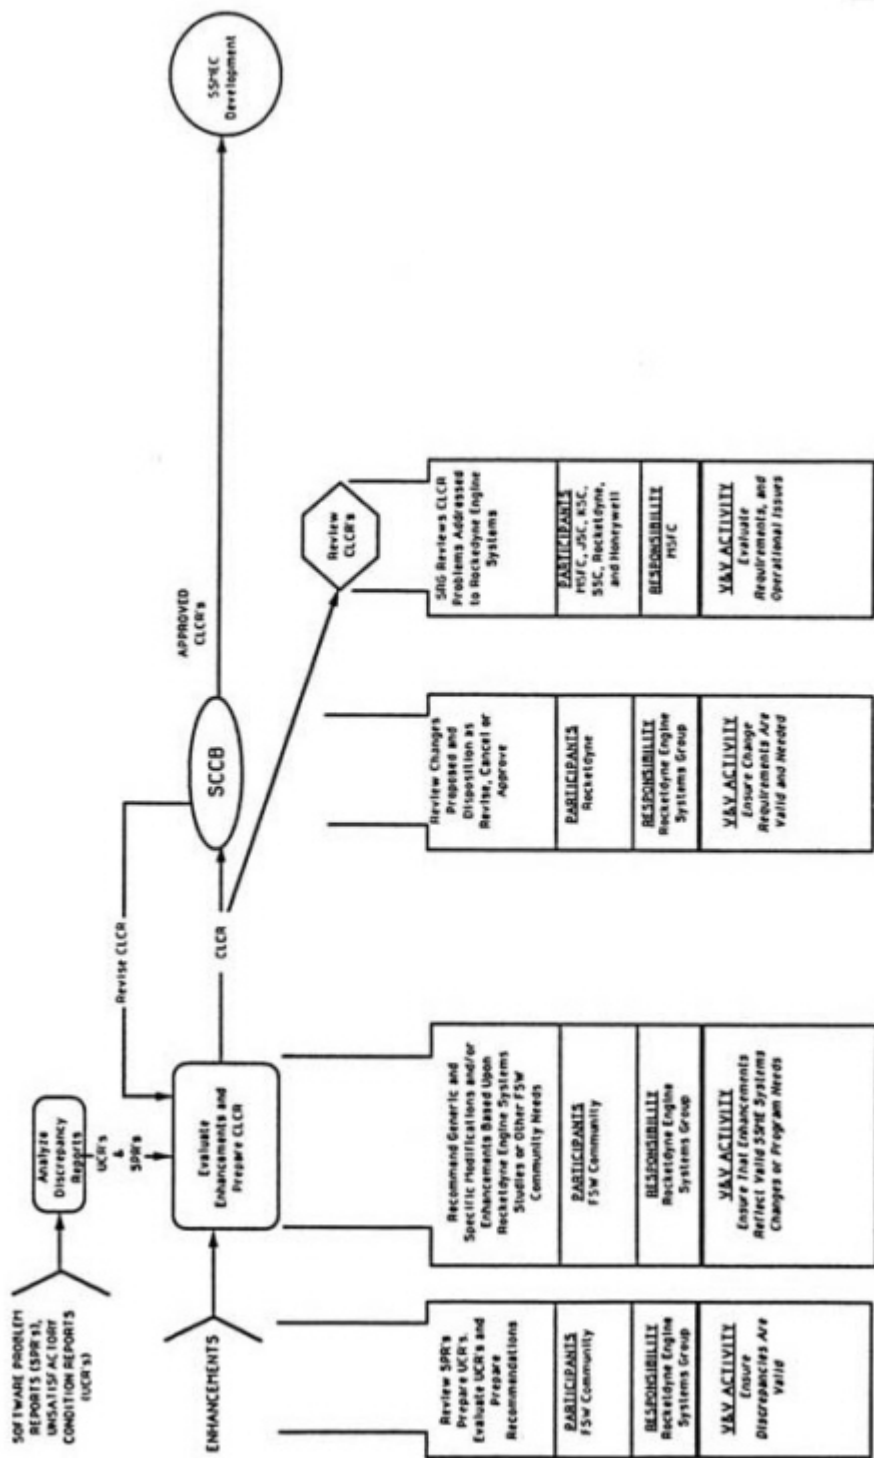 SOFTWARE PROBLEM
REPORTS (SPR's),
UNSATISFACTORY
CONDITION REPORTS
(UCR's)
Analyze
Discrepancy
Reports
UCR's
&
SPR's
Revise CLCR
ENHANCEMENTS
Evaluate
Enhancements and
Prepare CLCR
CLCR
SCCB
APPROVED
CLCR's
SSMEC
Development
Review
CLCR's
Review SPR's
Prepare UCR's.
Evaluate UCR's and
Prepare
Recommendations
PARTICIPANTS
FSW Community
RESPONSIBILITY
Rocketdyne Engine
Systems Group
V&V ACTIVITY
Ensure
Discrepancies Are
Valid
Recommend Generic and
Specific Modifications and/or
Enhancements Based Upon
Rocketdyne Engine Systems
Studies or Other FSW
Community Needs
PARTICIPANTS
FSW Community
RESPONSIBILITY
Rocketdyne Engine
Systems Group
V&V ACTIVITY
Ensure That Enhancements
Reflect Valid SSME Systems
Changes or Program Needs
Review Changes
Proposed and
Disposition as
Revise, Cancel or
Approve
PARTICIPANTS
Rocketdyne
RESPONSIBILITY
Rocketdyne Engine
Systems Group
V&V ACTIVITY
Ensure Change
Requirements Are
Valid and Needed
SRG Reviews CLCR
Problems Addressed
to Rockedyne Engine
Systems
PARTICIPANTS
MSFC, JSC, KSC,
SSC, Rocketdyne,
and Honeywell
RESPONSIBILITY
MSFC
V&V ACTIVITY
Evaluate
Requirements, and
Operational Issues